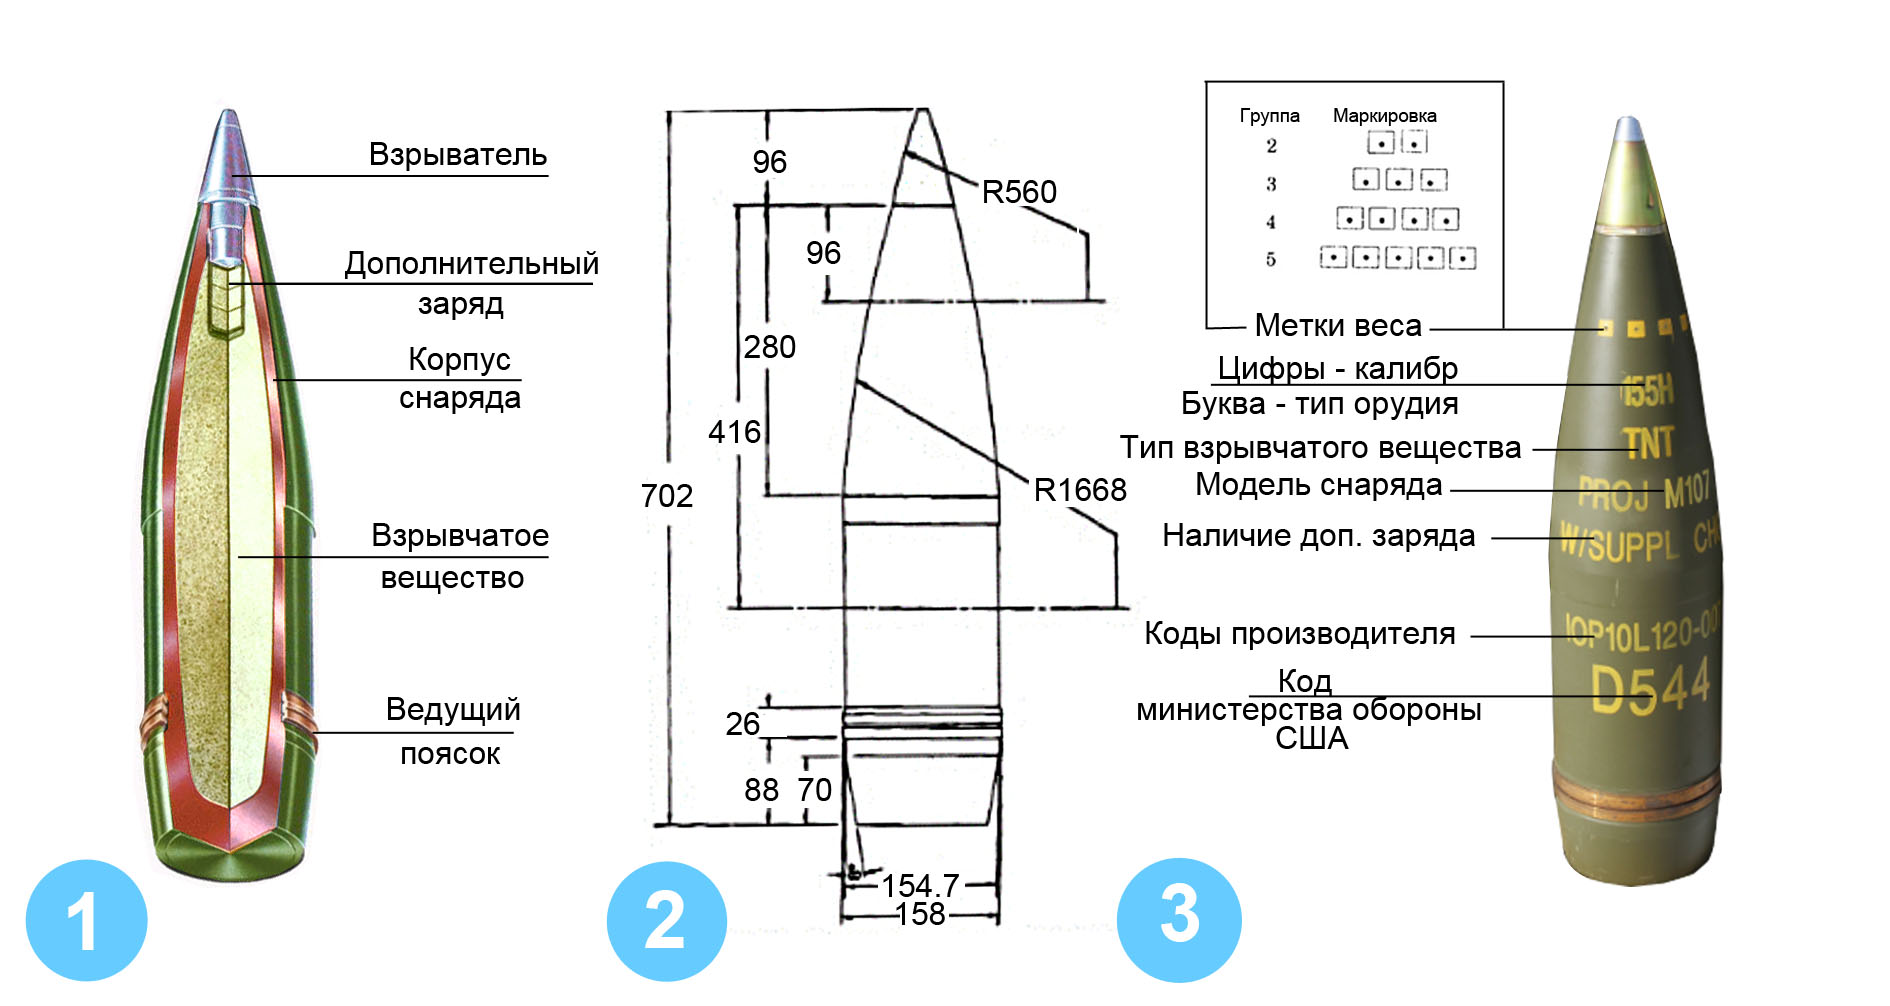 Взрыватель
Дополнительный
заряд
Корпус
снаряда
Взрывчатое
вещество
Ведущий
поясок
1
96
R560
96
280
416
702
R1668
26
88
70
154.7
158
2
Группа Маркировка
2
3
4
5
Метки веса
Цифры - калибр
Буква - тип орудия
Тип взрывчатого вещества
Модель снаряда
Наличие доп. заряда
Коды производителя
Код
министерства обороны
США
155H
TNT
PROJ M107
W/SUPPL
D544
3